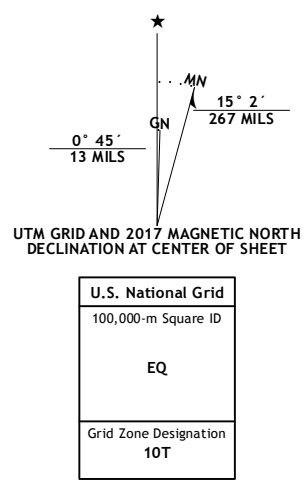 MN
15° 2´
267 MILS
GN
0° 45´
13 MILS
UTM GRID AND 2017 MAGNETIC NORTH
DECLINATION AT CENTER OF SHEET
U.S. National Grid
100,000-m Square ID
EQ
Grid Zone Designation
10T